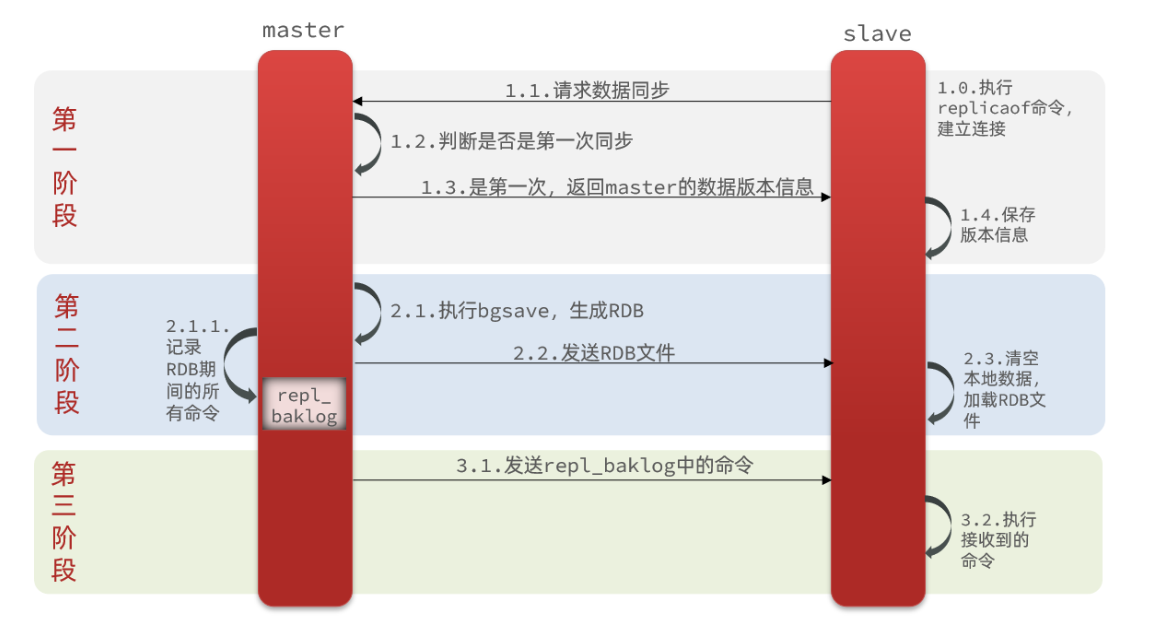 master
slave
第一阶段
1.0.执行
replicaof命令，
建立连接
1.1.请求数据同步
1.2.判断是否是第一次同步
1.3.是第一次，返回master的数据版本信息
1.4.保存
版本信息
第二阶段
2.1.执行bgsave，生成RDB
2.1.1.
记录
RDB期
间的所
有命令
repl_
baklog
2.2.发送RDB文件
2.3.清空
本地数据，
加载RDB文
件
第三阶段
3.1.发送repl_baklog中的命令
3.2.执行
接收到的
命令